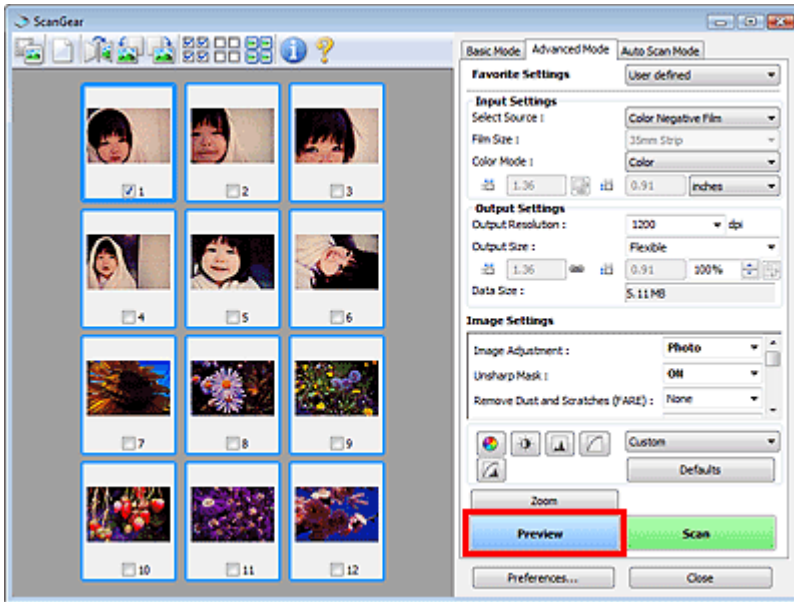 ScanGear
Basic Mode Advanced Mode Auto Scan Mode
Favorite Settings User defined
Input Settings
Select Source : Color Negative Film
Film Size : 35mm Strip
Color Mode : Color
1.36 0.91 inches
Output Settings
Output Resolution : 1200 dpi
Output Size : Flexible
1.36 0.91 100%
Data Size : 5.11 MB
Image Settings
Image Adjustment : Photo
Unsharp Mask : ON
Remove Dust and Scratches (FARE) : None
Custom
Defaults
Zoom
Preview Scan
Preferences... Close
1 2 3
4 5 6
7 8 9
10 11 12